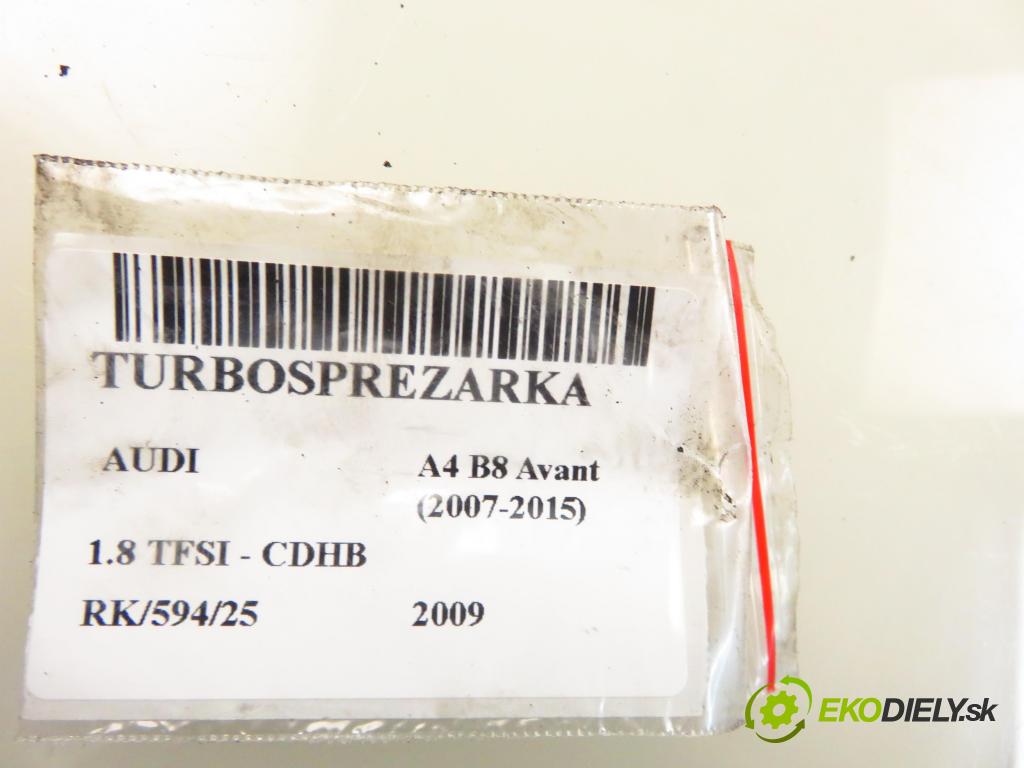 TURBOSPREZARKA
AUDI
A4 B8 Avant
(2007-2015)
1.8 TFSI - CDHB
RK/594/25
2009
EKODIELY.sk